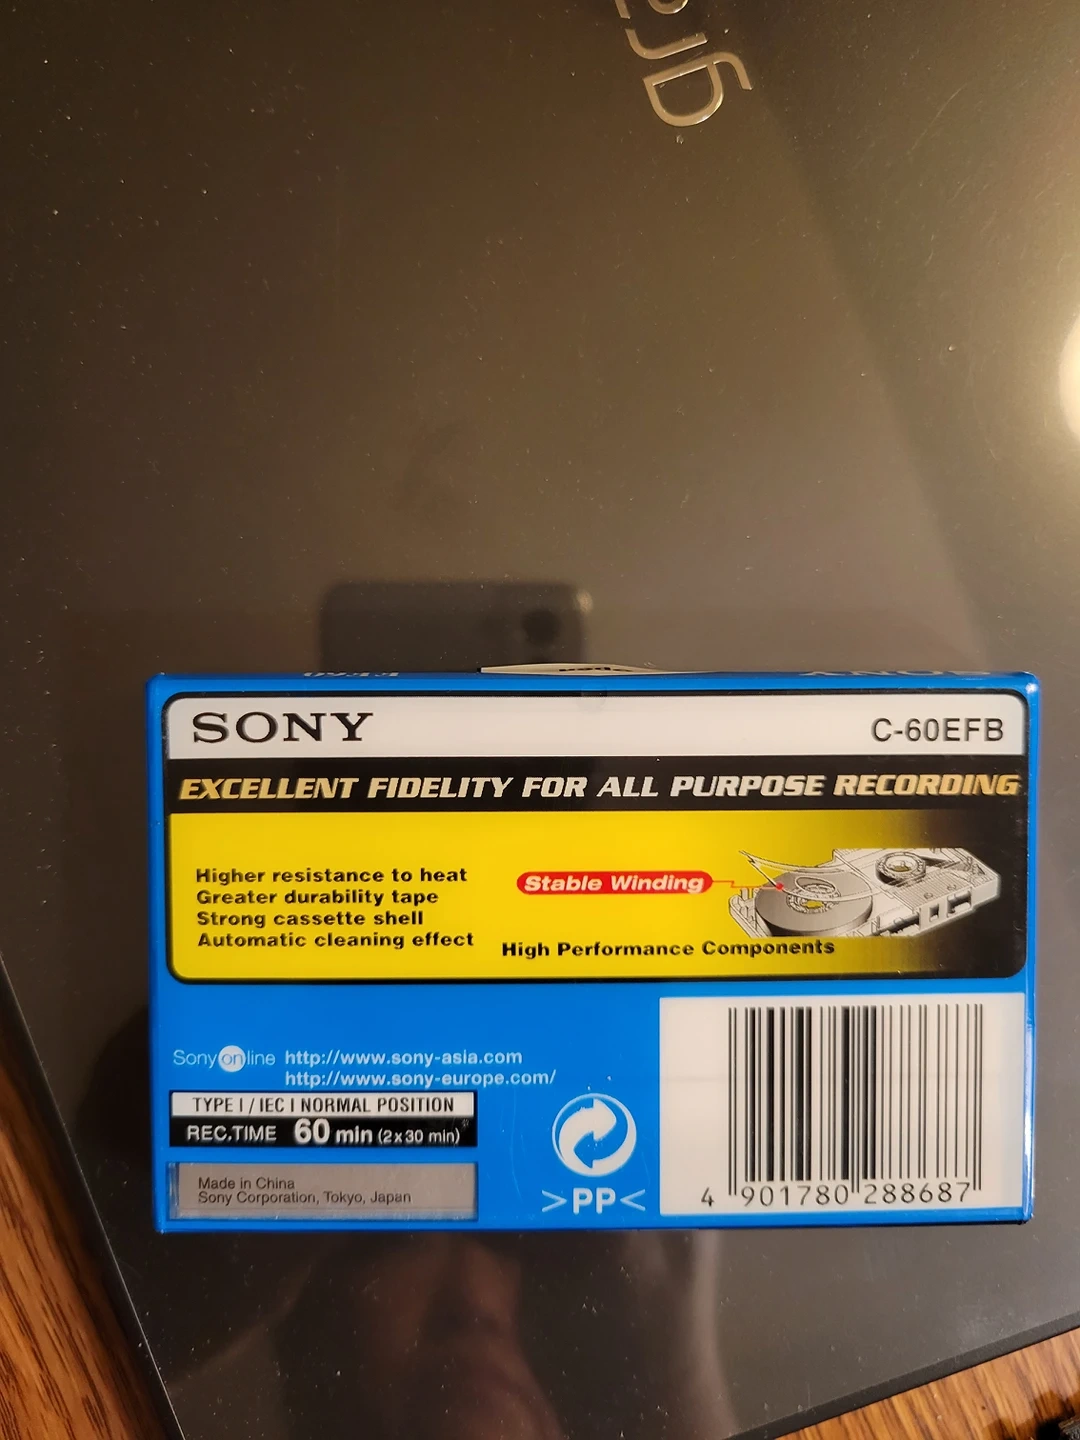 SONY
C-60EFB
EXCELLENT FIDELITY FOR ALL PURPOSE RECORDING
Higher resistance to heat
Greater durability tape
Strong cassette shell
Automatic cleaning effect
Stable Winding
High Performance Components
Sony online http://www.sony-asia.com
http://www.sony-europe.com/
TYPE I / IEC I NORMAL POSITION
REC.TIME 60 min (2 x 30 min)
Made in China
Sony Corporation, Tokyo, Japan
>PP<
4 901780 288687